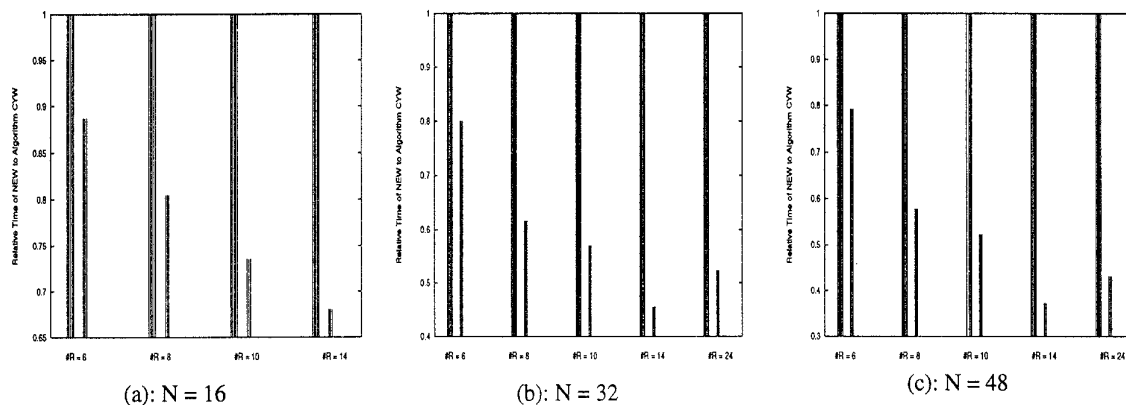 Relative Time of NEW to Algorithm CYW
1
0.95
0.9
0.85
0.8
0.75
0.7
0.65
#R = 6
#R = 8
#R = 10
#R = 14
(a): N = 16
Relative Time of NEW to Algorithm CYW
1
0.9
0.8
0.7
0.6
0.5
0.4
#R = 6
#R = 8
#R = 10
#R = 14
#R = 24
(b): N = 32
Relative Time of NEW to Algorithm CYW
1
0.9
0.8
0.7
0.6
0.5
0.4
0.3
#R = 6
#R = 8
#R = 10
#R = 14
#R = 24
(c): N = 48